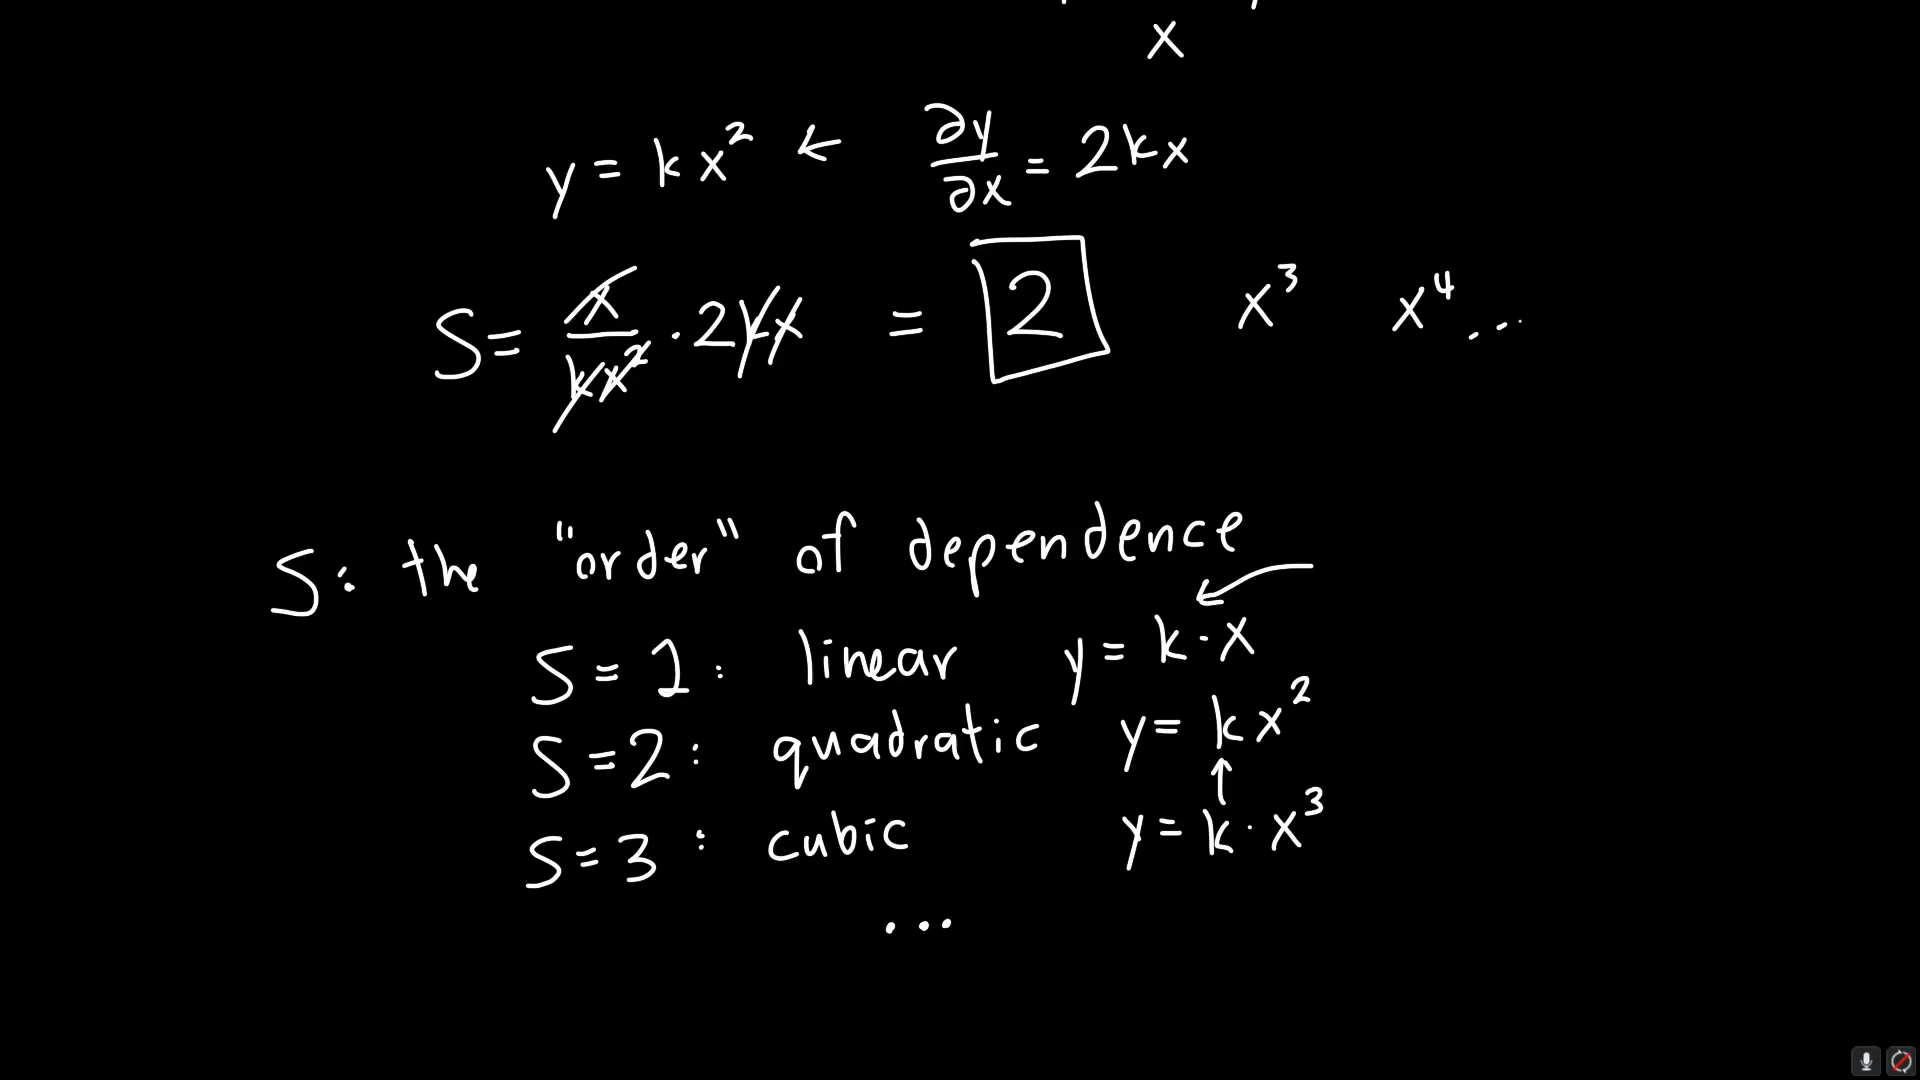 x
y = kx² ← ∂y/∂x = 2kx
S = x/kx² · 2kx = 2 x³ x⁴ ...
S: the "order" of dependence
S = 1: linear y = k · x
S = 2: quadratic y = kx²
S = 3: cubic y = k · x³
...